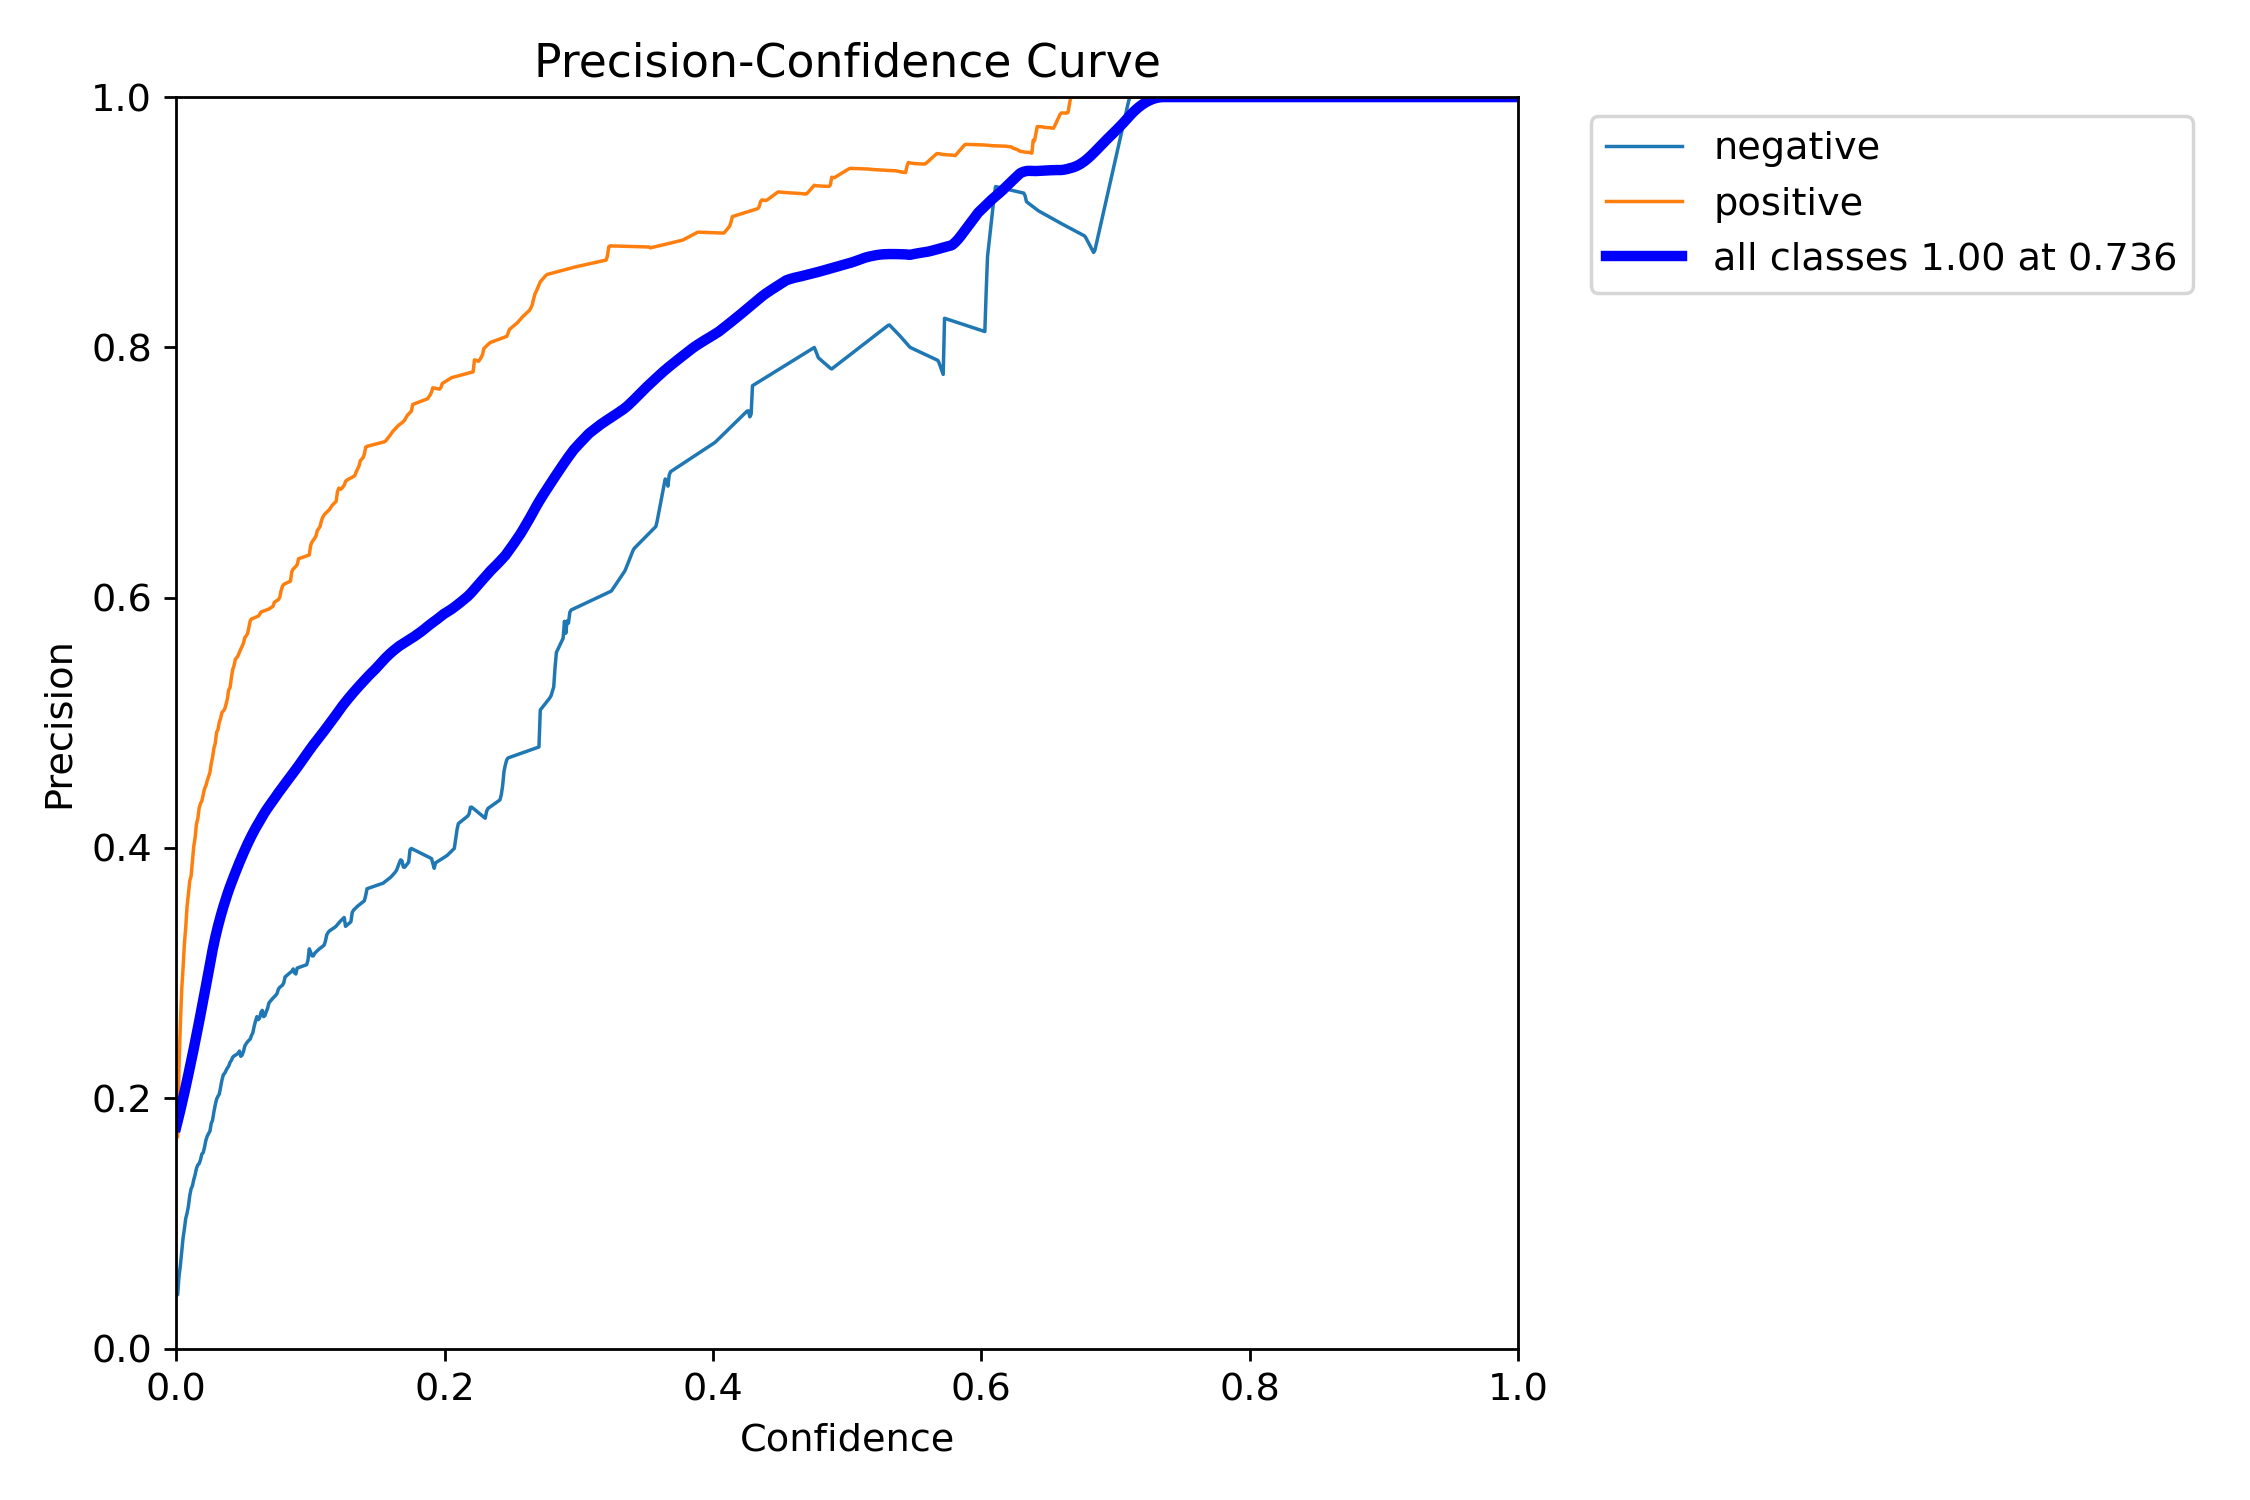 Precision-Confidence Curve
1.0
0.8
0.6
0.4
0.2
0.0
Precision
0.0 0.2 0.4 0.6 0.8 1.0
Confidence
negative
positive
all classes 1.00 at 0.736